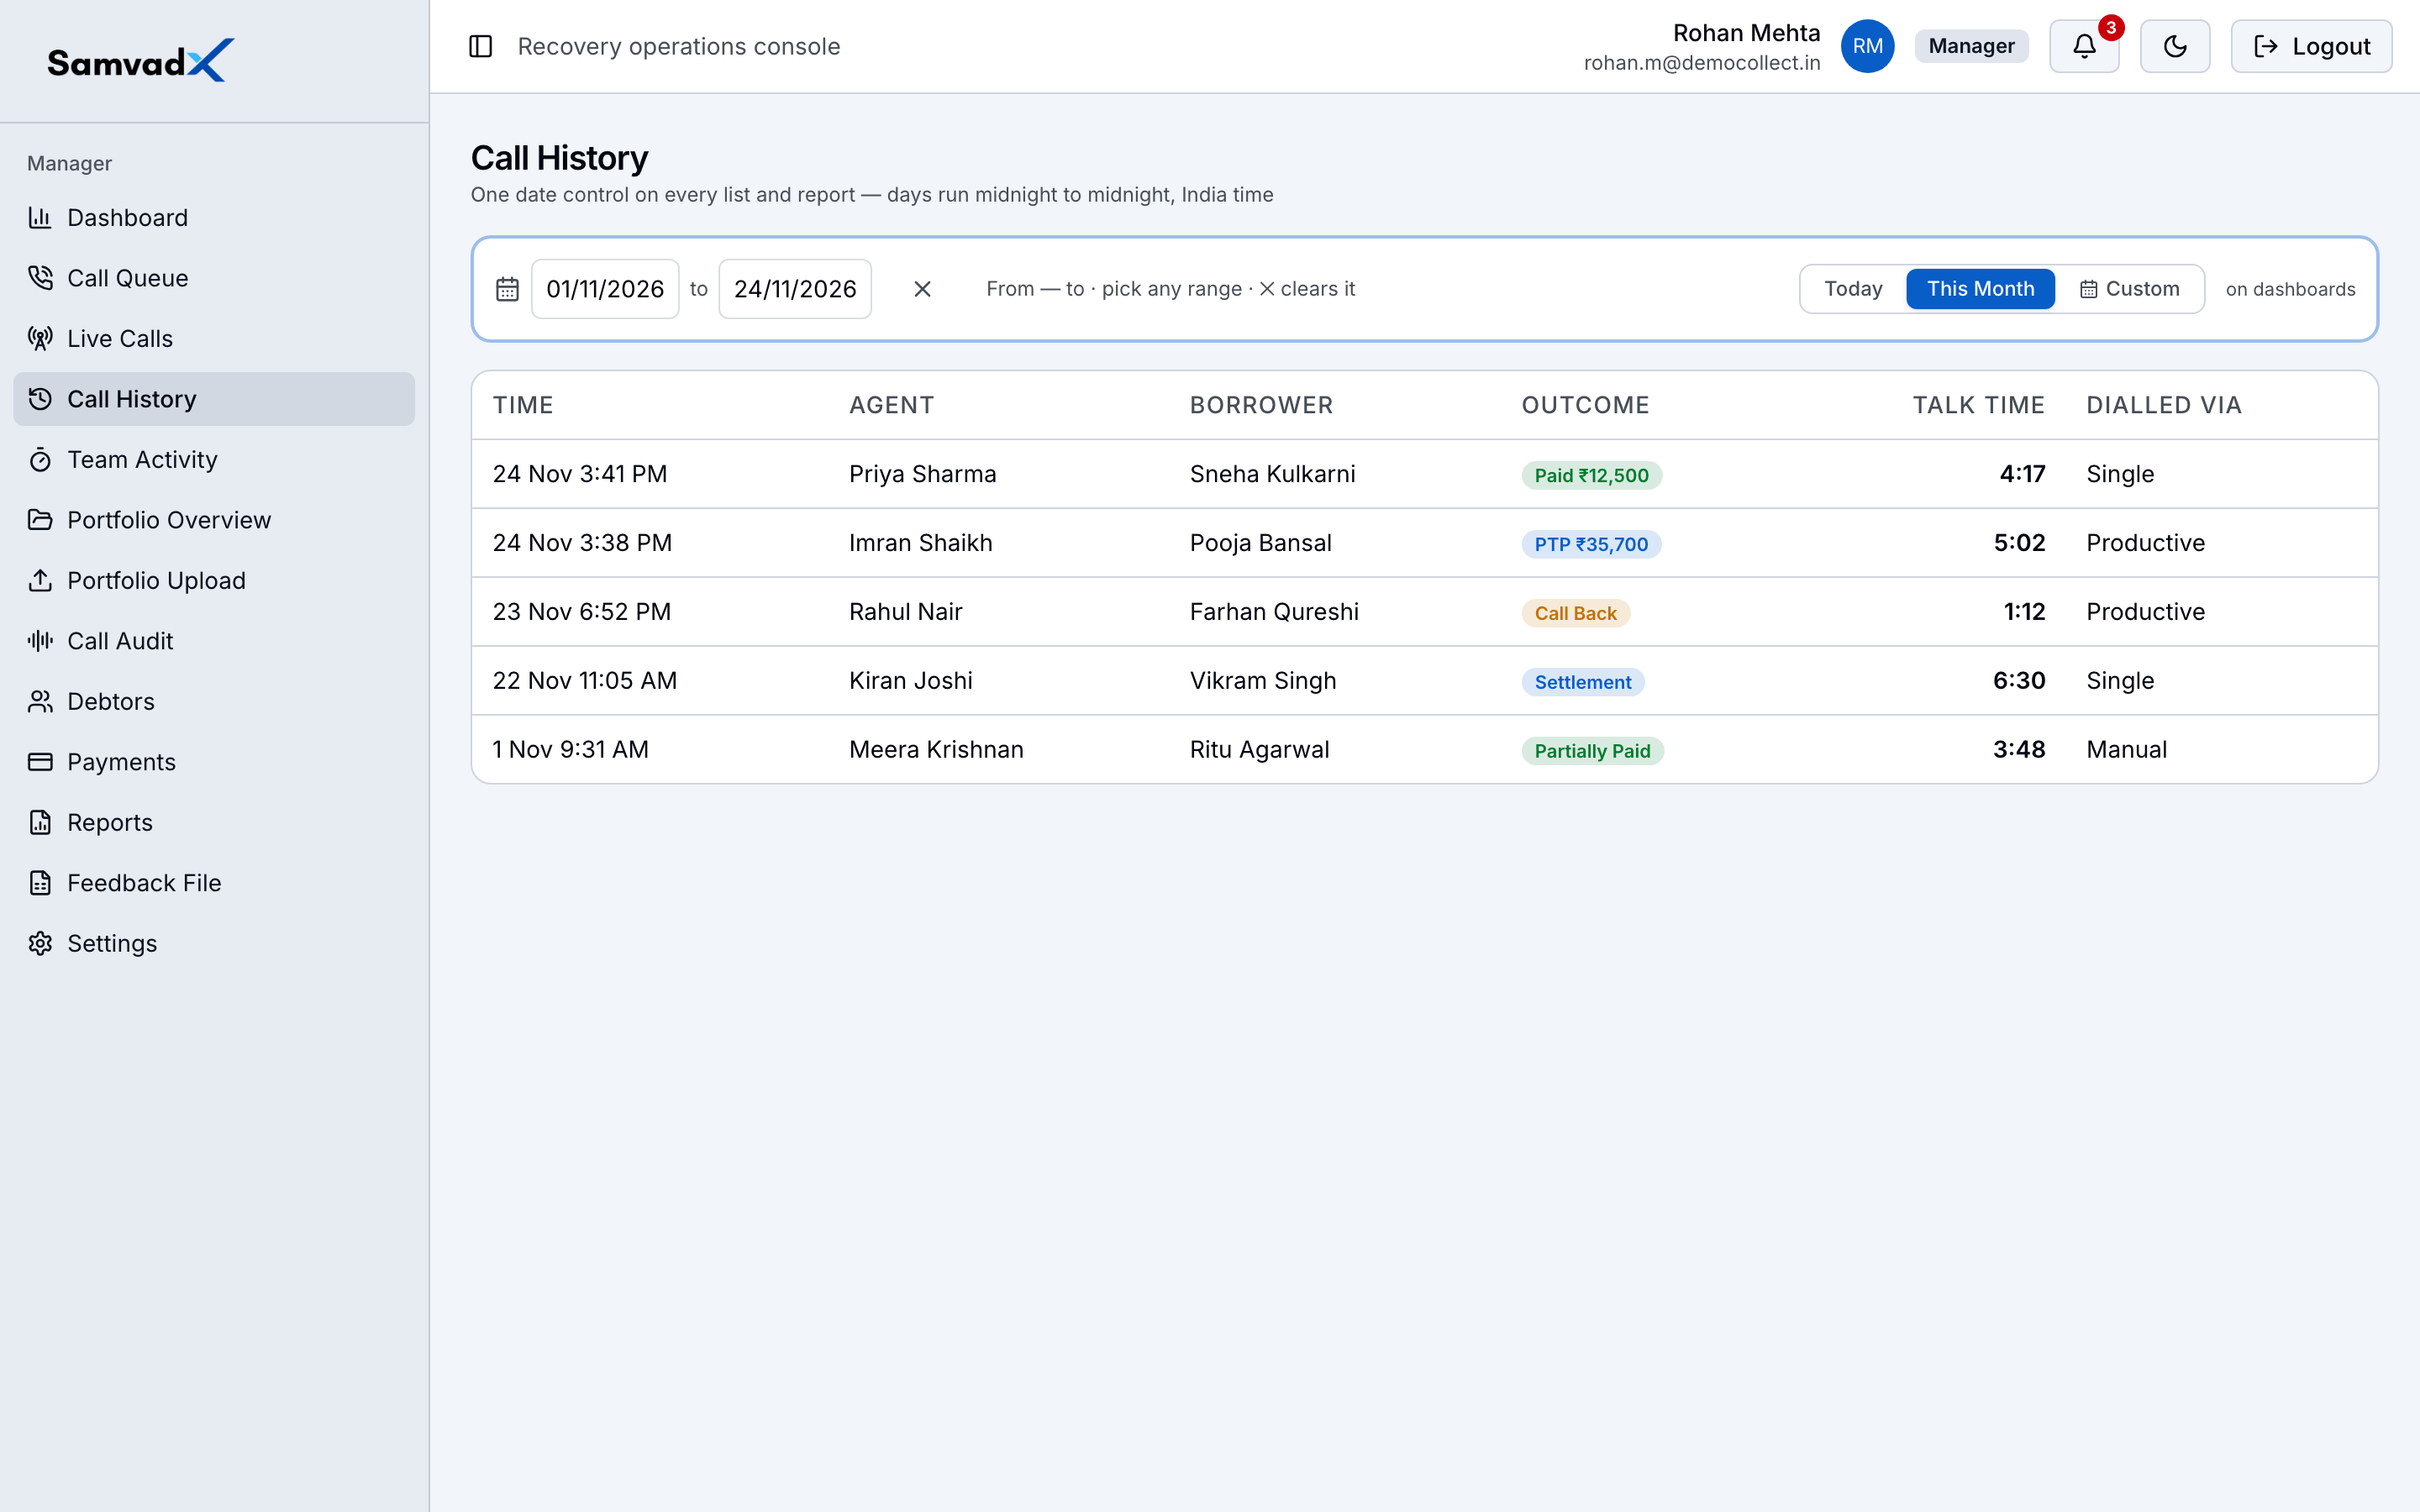 SamvadX
Recovery operations console
Rohan Mehta
rohan.m@democollect.in
RM
Manager
3
Logout
Manager
Dashboard
Call Queue
Live Calls
Call History
Team Activity
Portfolio Overview
Portfolio Upload
Call Audit
Debtors
Payments
Reports
Feedback File
Settings
Call History
One date control on every list and report — days run midnight to midnight, India time
01/11/2026 to 24/11/2026 × From — to · pick any range · × clears it Today This Month Custom on dashboards
TIME AGENT BORROWER OUTCOME TALK TIME DIALLED VIA
24 Nov 3:41 PM Priya Sharma Sneha Kulkarni Paid ₹12,500 4:17 Single
24 Nov 3:38 PM Imran Shaikh Pooja Bansal PTP ₹35,700 5:02 Productive
23 Nov 6:52 PM Rahul Nair Farhan Qureshi Call Back 1:12 Productive
22 Nov 11:05 AM Kiran Joshi Vikram Singh Settlement 6:30 Single
1 Nov 9:31 AM Meera Krishnan Ritu Agarwal Partially Paid 3:48 Manual